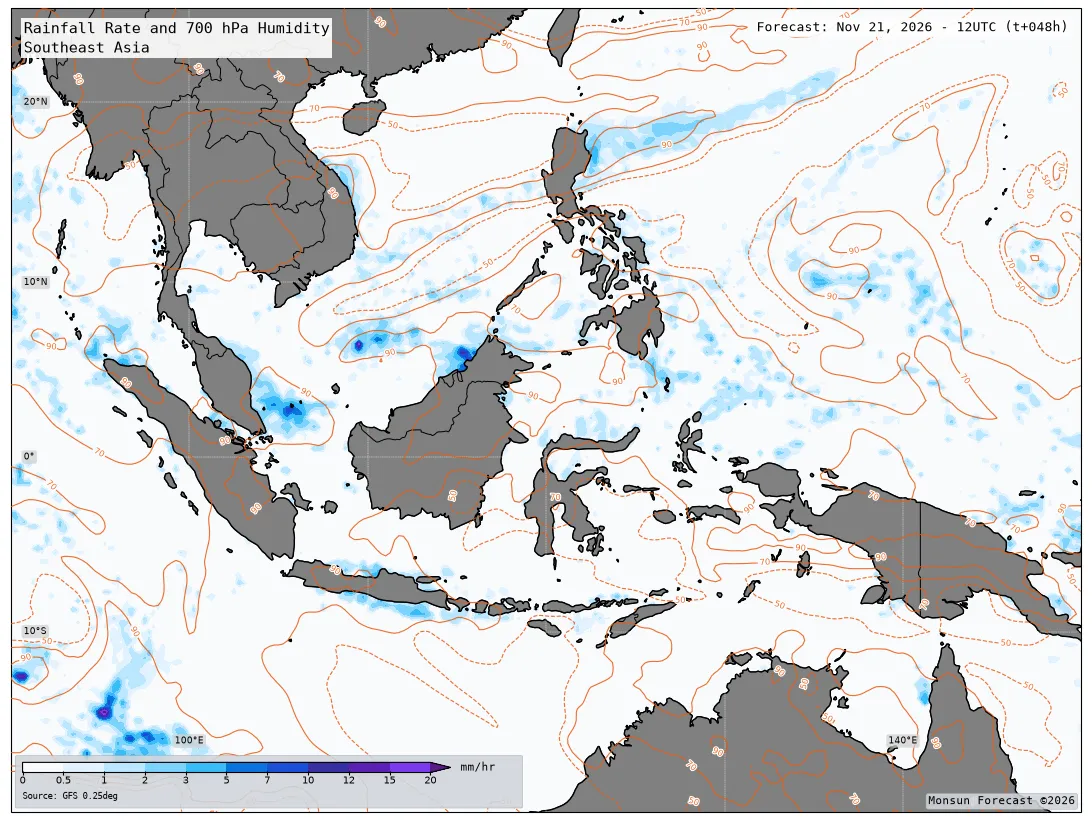 Rainfall Rate and 700 hPa Humidity
Southeast Asia
Forecast: Nov 21, 2026 - 12UTC (t+048h)
20°N
10°N
0°
10°S
100°E
140°E
0 0.5 1 2 3 5 7 10 12 15 20 mm/hr
Source: GFS 0.25deg
Monsun Forecast ©2026